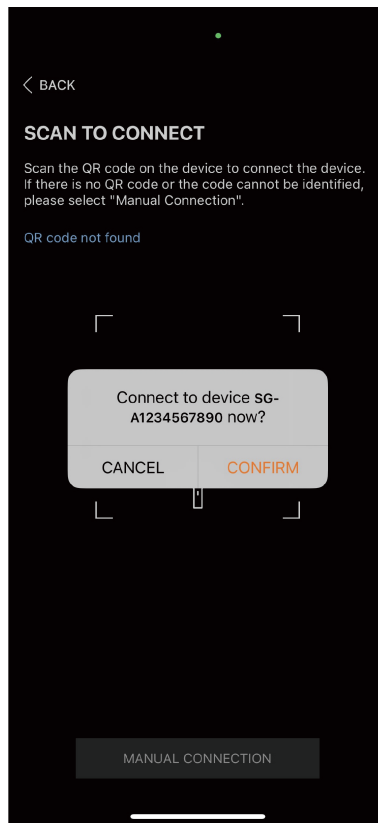 BACK
SCAN TO CONNECT
Scan the QR code on the device to connect the device.
If there is no QR code or the code cannot be identified,
please select "Manual Connection".
QR code not found
Connect to device SG-
A1234567890 now?
CANCEL CONFIRM
MANUAL CONNECTION